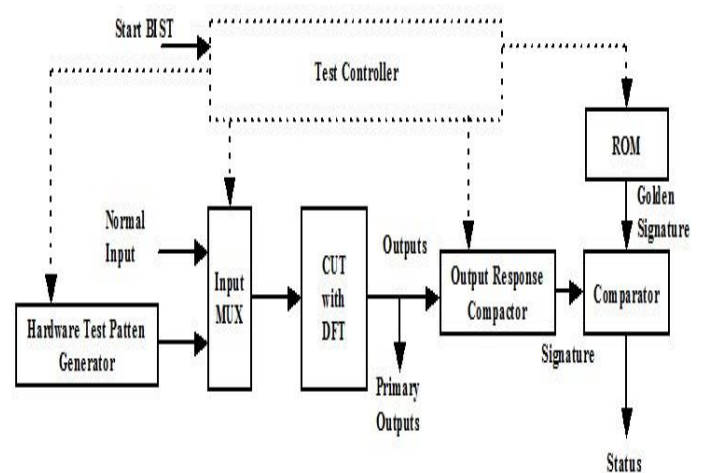 Start BIST
Test Controller
ROM
Golden
Signature
Normal
Input
Input
MUX
CUT
with
DFT
Outputs
Output Response
Compactor
Comparator
Hardware Test Patten
Generator
Signature
Primary
Outputs
Status